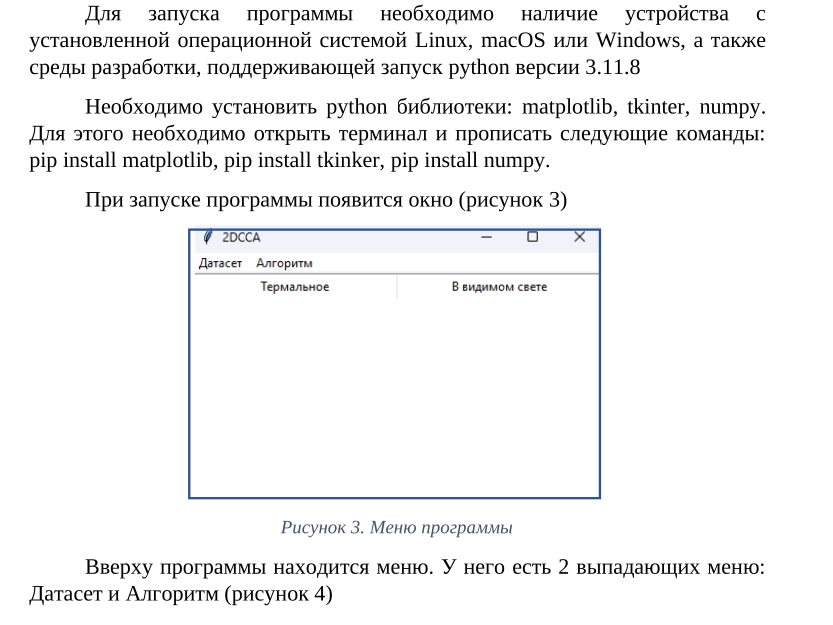 Для запуска программы необходимо наличие устройства с
установленной операционной системой Linux, macOS или Windows, а также
среды разработки, поддерживающей запуск python версии 3.11.8
Необходимо установить python библиотеки: matplotlib, tkinter, numpy.
Для этого необходимо открыть терминал и прописать следующие команды:
pip install matplotlib, pip install tkinker, pip install numpy.
При запуске программы появится окно (рисунок 3)
2DCCA
Датасет Алгоритм
Термальное В видимом свете
Рисунок 3. Меню программы
Вверху программы находится меню. У него есть 2 выпадающих меню:
Датасет и Алгоритм (рисунок 4)